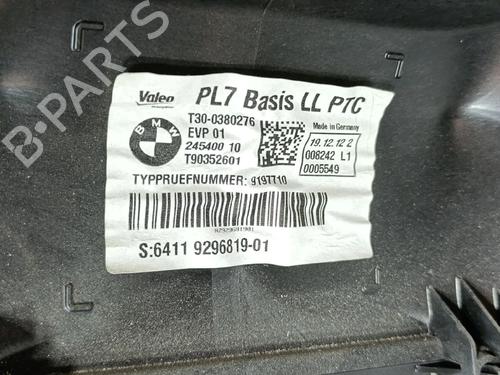 Valeo PL7 Basis LL PTC
BMW
T30-0380276
EVP 01
245400 10
T90352601
Made in Germany
19.12.12 2
008242 L1
0005549
TYPPRUEFNUMMER: 9197710
S:6411 9296819-01
B-PARTS